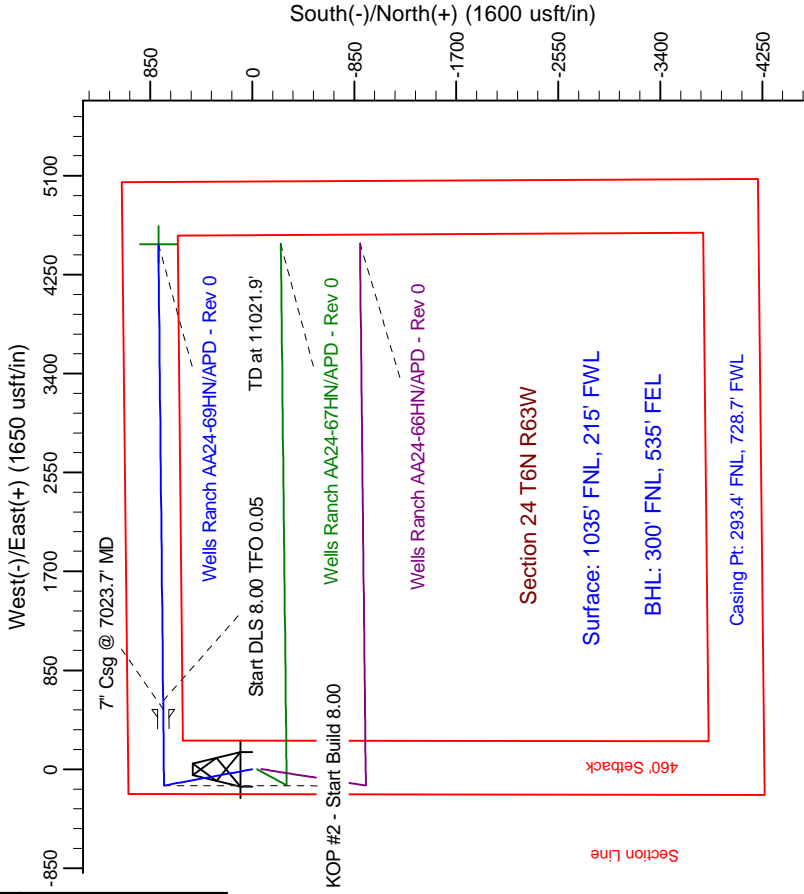 South(-)/North(+) (1600 usft/in)
850
0
-850
-1700
-2550
-3400
-4250
West(-)/East(+) (1650 usft/in)
5100
4250
3400
2550
1700
850
0
-850
7" Csg @ 7023.7' MD
Wells Ranch AA24-69HN/APD - Rev 0
Start DLS 8.00 TFO 0.05
TD at 11021.9'
Wells Ranch AA24-67HN/APD - Rev 0
KOP #2 - Start Build 8.00
Wells Ranch AA24-66HN/APD - Rev 0
Section 24 T6N R63W
Surface: 1035' FNL, 215' FWL
BHL: 300' FNL, 535' FEL
Casing Pt: 293.4' FNL, 728.7' FWL
460' Setback
Section Line